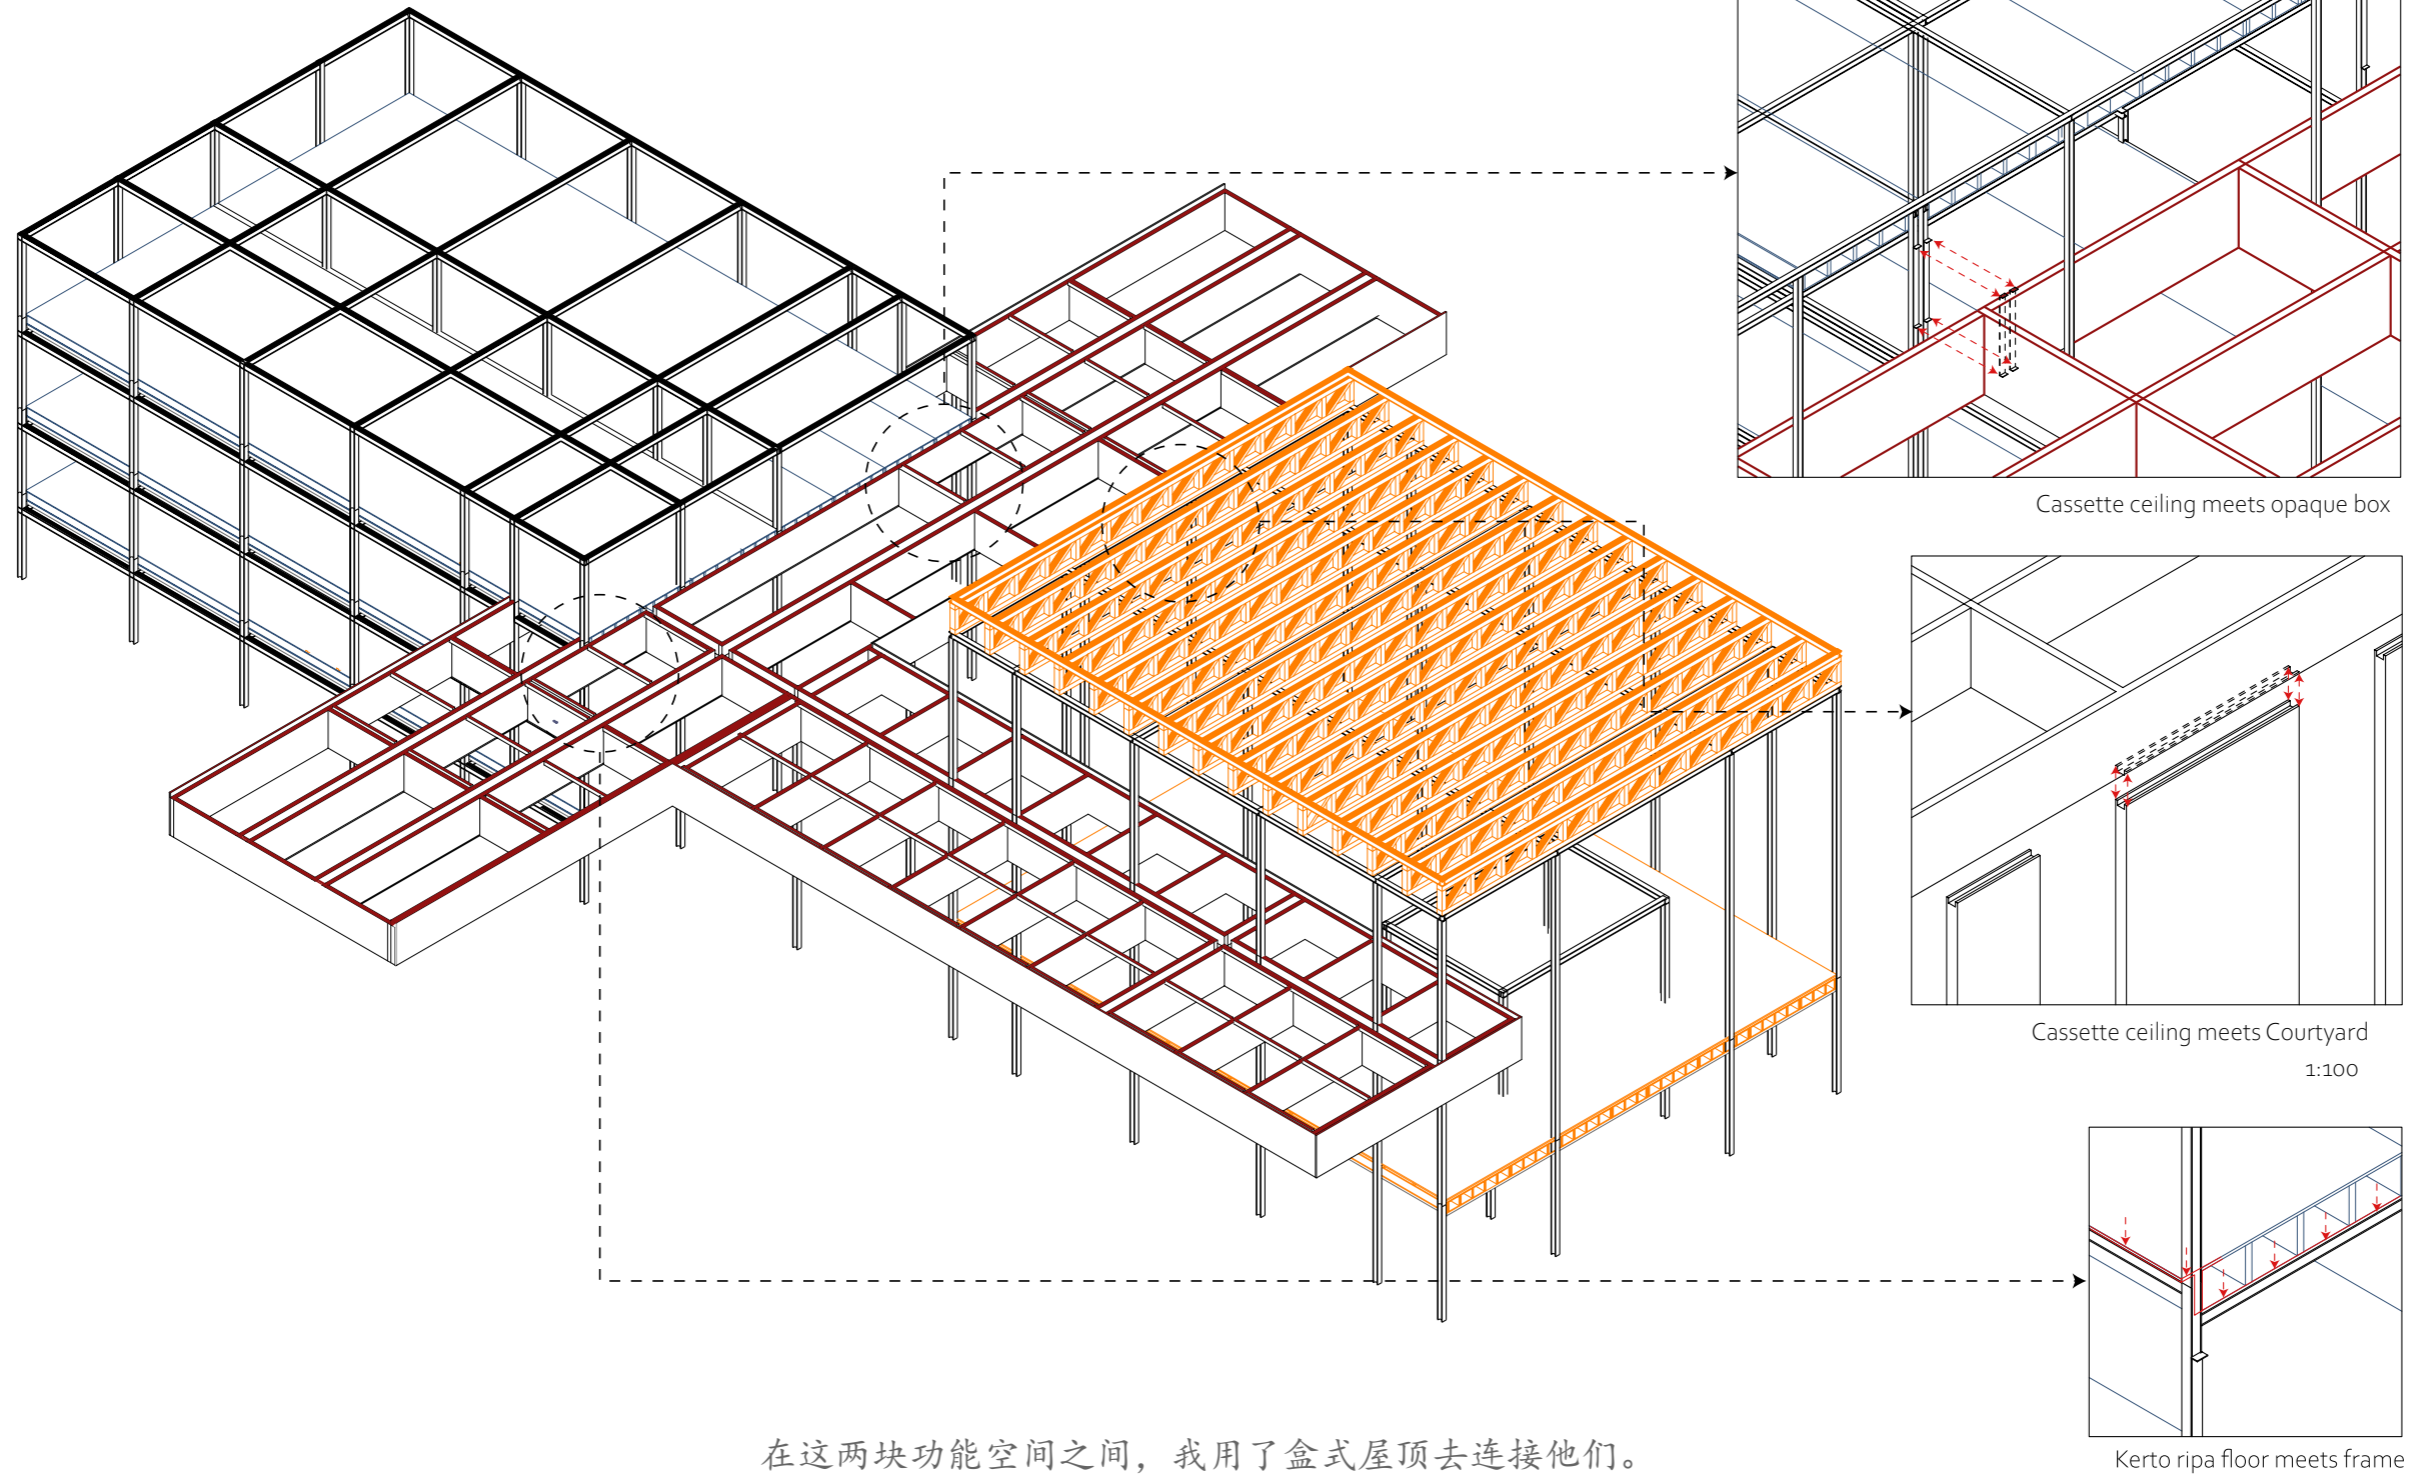 Cassette ceiling meets opaque box
Cassette ceiling meets Courtyard
1:100
Kerto ripa floor meets frame
在这两块功能空间之间，我用了盒式屋顶去连接他们。